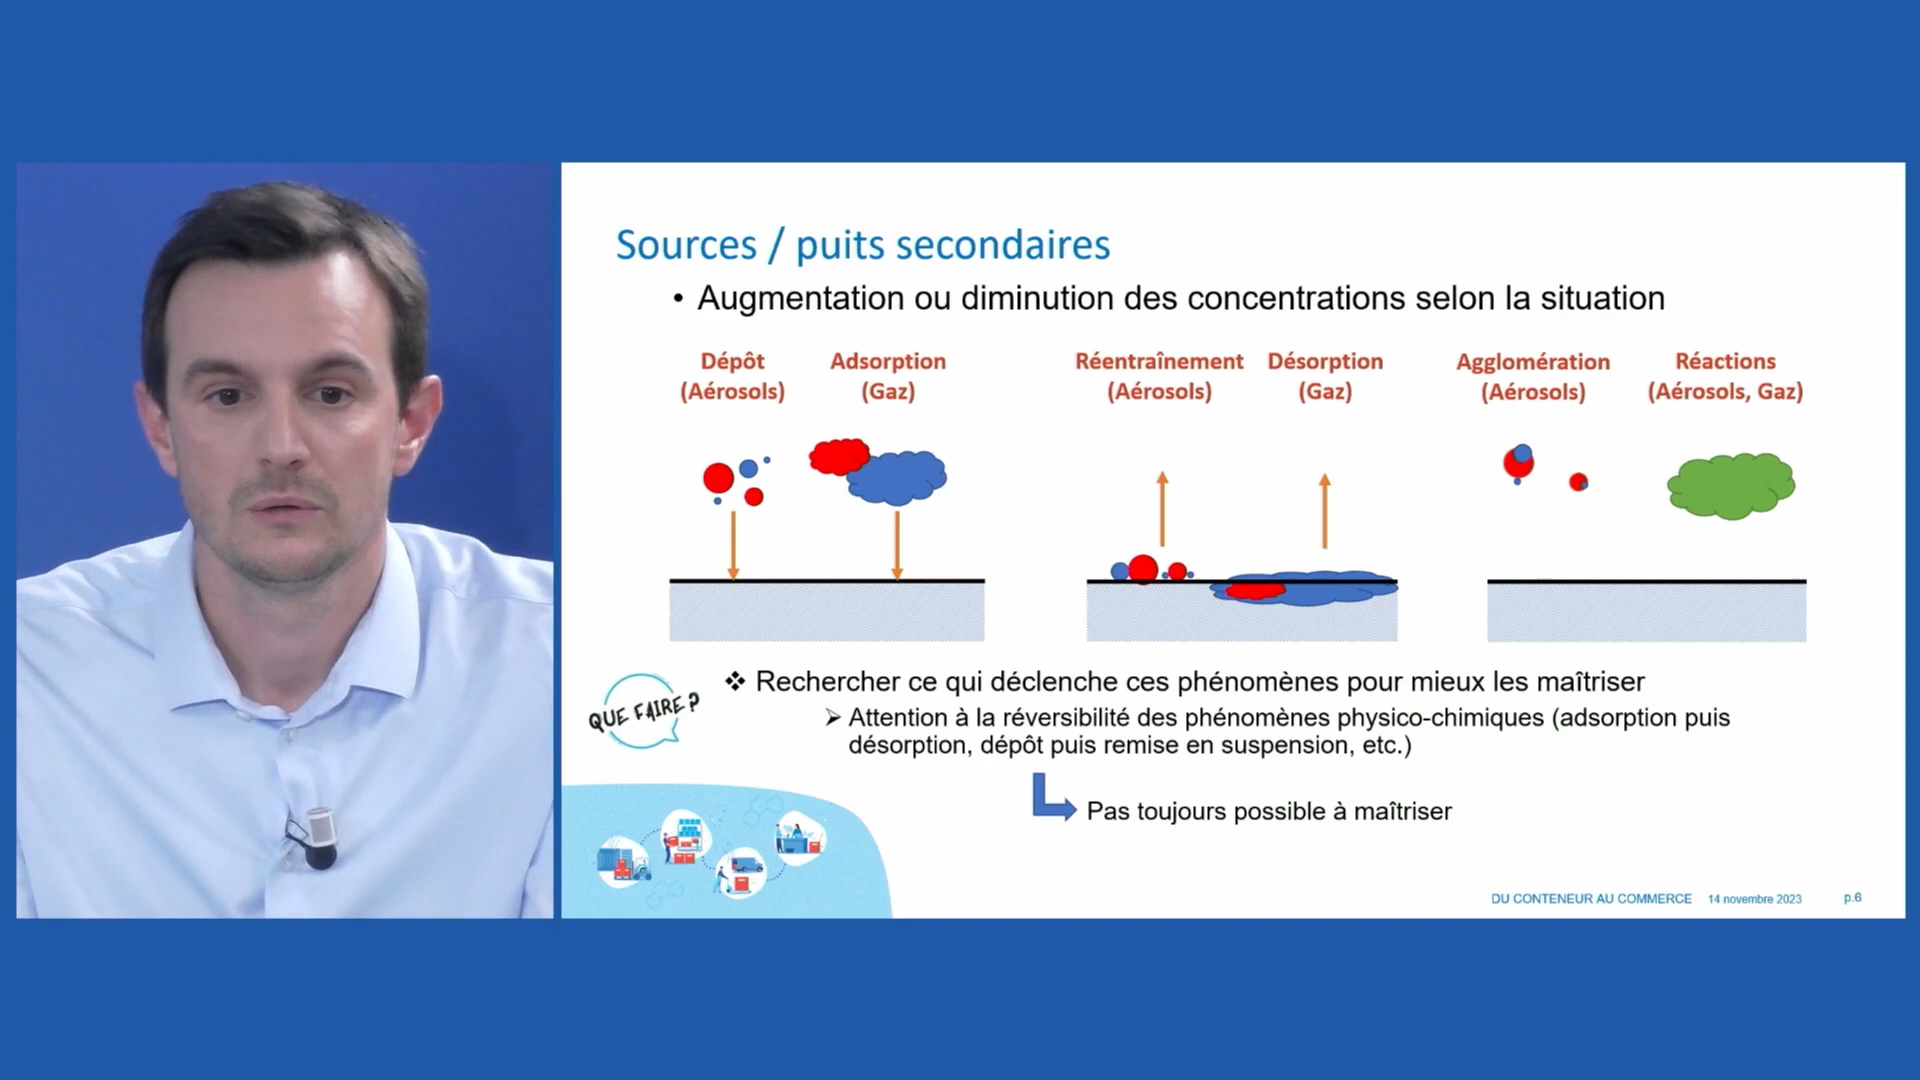 Sources / puits secondaires
• Augmentation ou diminution des concentrations selon la situation
Dépôt
(Aérosols)
Adsorption
(Gaz)
Réentraînement
(Aérosols)
Désorption
(Gaz)
Agglomération
(Aérosols)
Réactions
(Aérosols, Gaz)
QUE FAIRE ?
❖ Rechercher ce qui déclenche ces phénomènes pour mieux les maîtriser
➢ Attention à la réversibilité des phénomènes physico-chimiques (adsorption puis
désorption, dépôt puis remise en suspension, etc.)
Pas toujours possible à maîtriser
DU CONTENEUR AU COMMERCE 14 novembre 2023 p.6